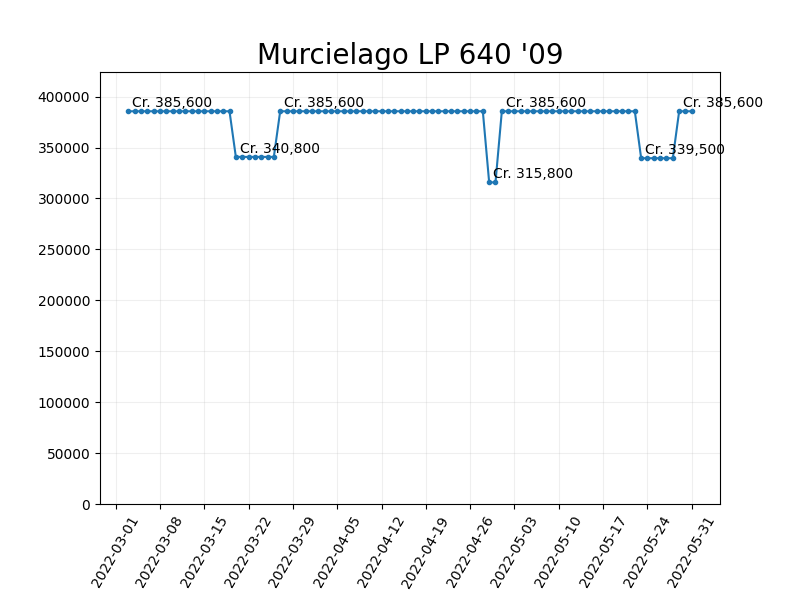 Murcielago LP 640 '09
400000
350000
300000
250000
200000
150000
100000
50000
0
Cr. 385,600
Cr. 340,800
Cr. 385,600
Cr. 315,800
Cr. 385,600
Cr. 339,500
Cr. 385,600
2022-03-01
2022-03-08
2022-03-15
2022-03-22
2022-03-29
2022-04-05
2022-04-12
2022-04-19
2022-04-26
2022-05-03
2022-05-10
2022-05-17
2022-05-24
2022-05-31